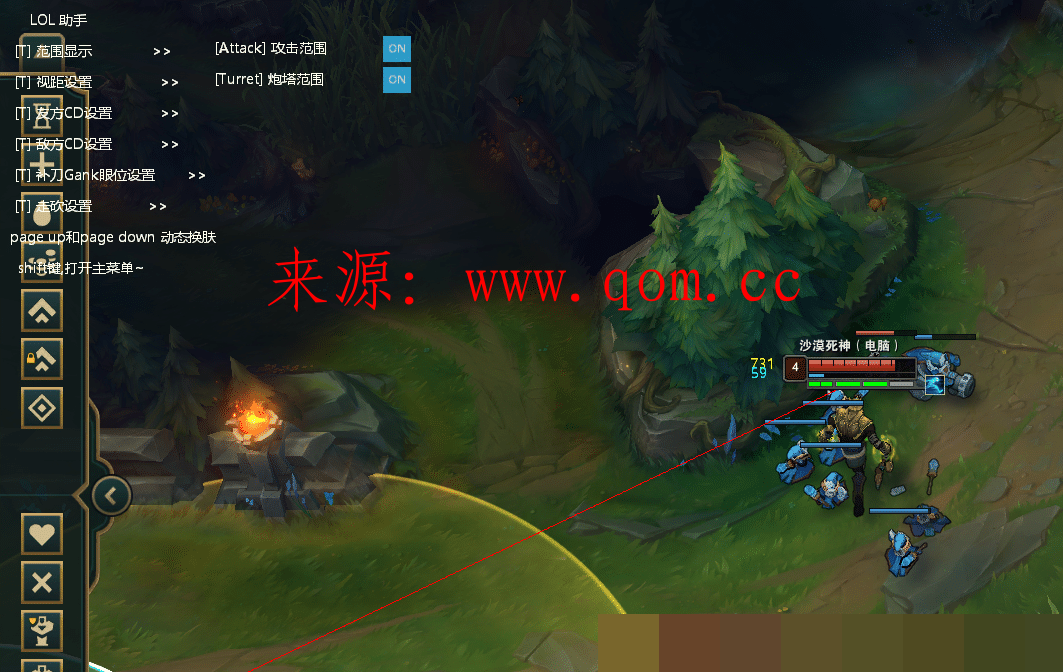 LOL 助手
[T] 范围显示 >> [Attack] 攻击范围 ON
[T] 视距设置 >> [Turret] 炮塔范围 ON
[T] 友方CD设置 >>
[T] 敌方CD设置 >>
[T] 补刀Gank眼位设置 >>
[T] 走砍设置 >>
page up和page down 动态换肤
shift键,打开主菜单~
来源: www.qom.cc
沙漠死神 ( 电脑 )
731
59
4